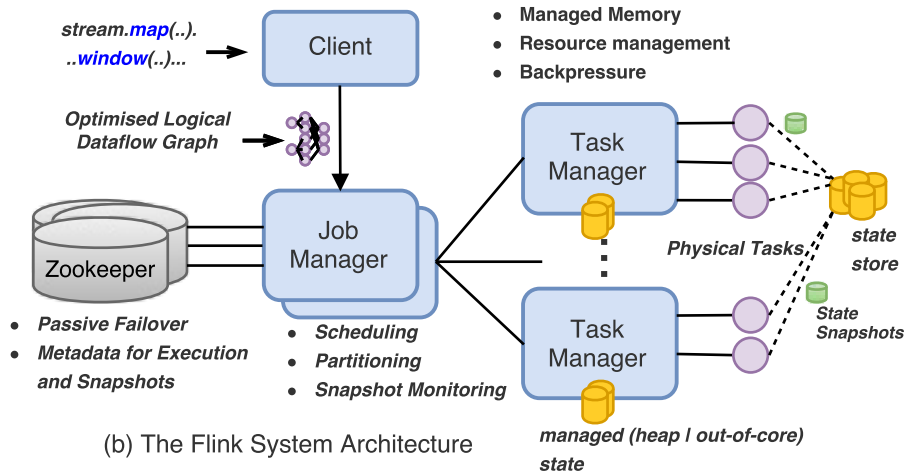 stream.map(..).
..window(..)...
Client
● Managed Memory
● Resource management
● Backpressure
Optimised Logical
Dataflow Graph
Task
Manager
Job
Manager
Zookeeper
Physical Tasks
state
store
● Passive Failover
● Metadata for Execution
and Snapshots
● Scheduling
● Partitioning
● Snapshot Monitoring
Task
Manager
State
Snapshots
managed (heap | out-of-core)
state
(b) The Flink System Architecture